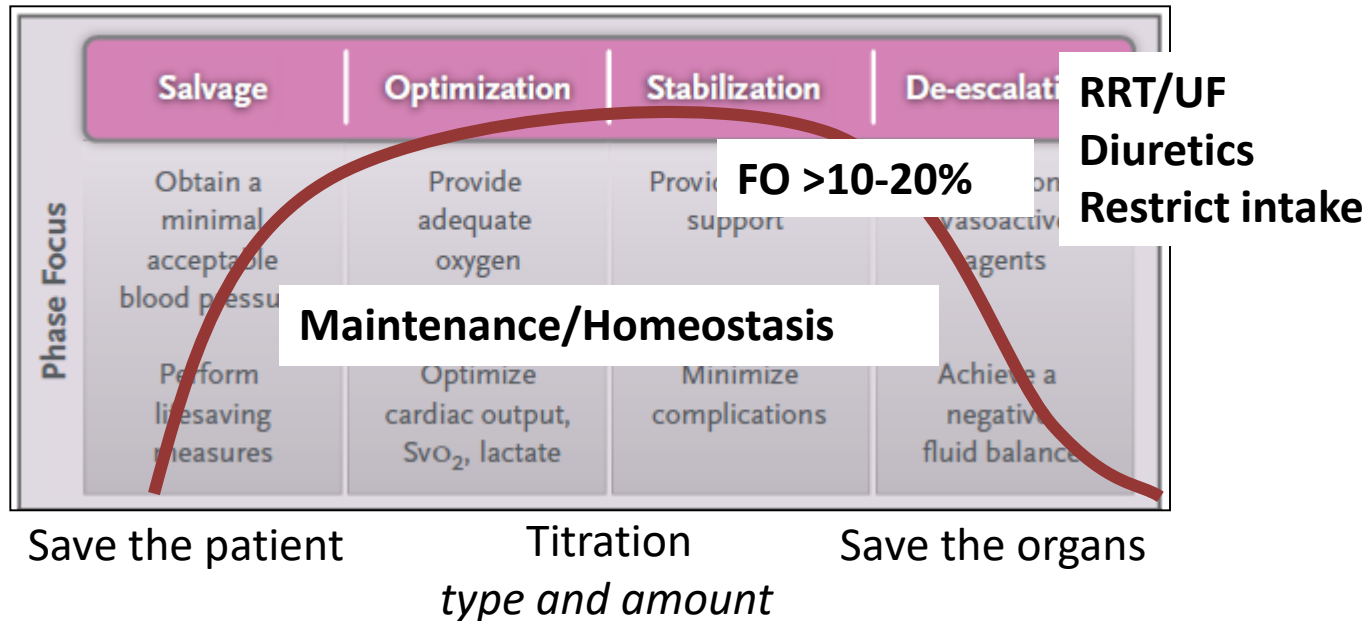 Salvage
Optimization
Stabilization
De-escalati
RRT/UF
Diuretics
Restrict intake
FO >10-20%
Phase Focus
Obtain a
minimal
acceptable
blood pressu
Provide
adequate
oxygen
support
vasoactive
agents
Maintenance/Homeostasis
Perform
lifesaving
measures
Optimize
cardiac output,
SvO₂, lactate
Minimize
complications
Achieve a
negative
fluid balance
Save the patient
Titration
type and amount
Save the organs